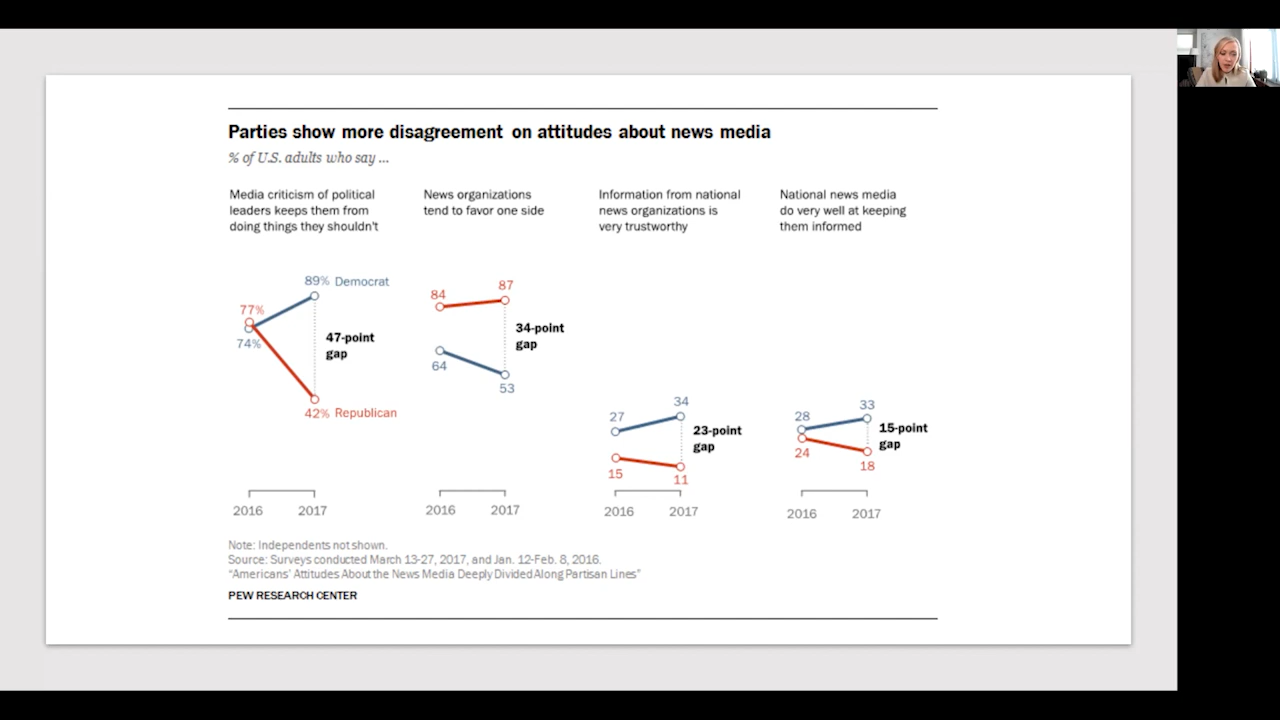 Parties show more disagreement on attitudes about news media
% of U.S. adults who say ...
Media criticism of political
leaders keeps them from
doing things they shouldn't
News organizations
tend to favor one side
Information from national
news organizations is
very trustworthy
National news media
do very well at keeping
them informed
89% Democrat
77%
74%
47-point
gap
42% Republican
2016
2017
84
87
34-point
gap
64
53
2016
2017
27
34
23-point
gap
15
11
2016
2017
28
33
15-point
gap
24
18
2016
2017
Note: Independents not shown.
Source: Surveys conducted March 13-27, 2017, and Jan. 12-Feb. 8, 2016.
“Americans’ Attitudes About the News Media Deeply Divided Along Partisan Lines”
PEW RESEARCH CENTER